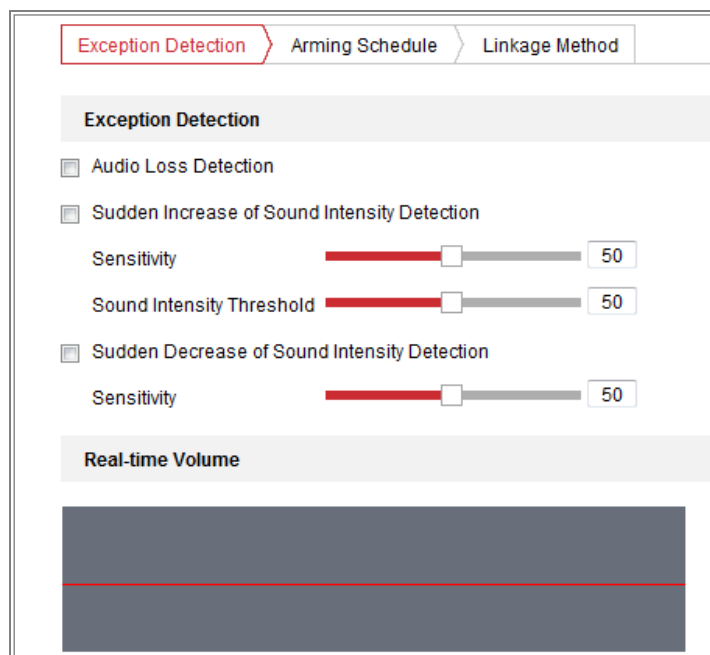 Exception Detection Arming Schedule Linkage Method
Exception Detection
Audio Loss Detection
Sudden Increase of Sound Intensity Detection
Sensitivity 50
Sound Intensity Threshold 50
Sudden Decrease of Sound Intensity Detection
Sensitivity 50
Real-time Volume